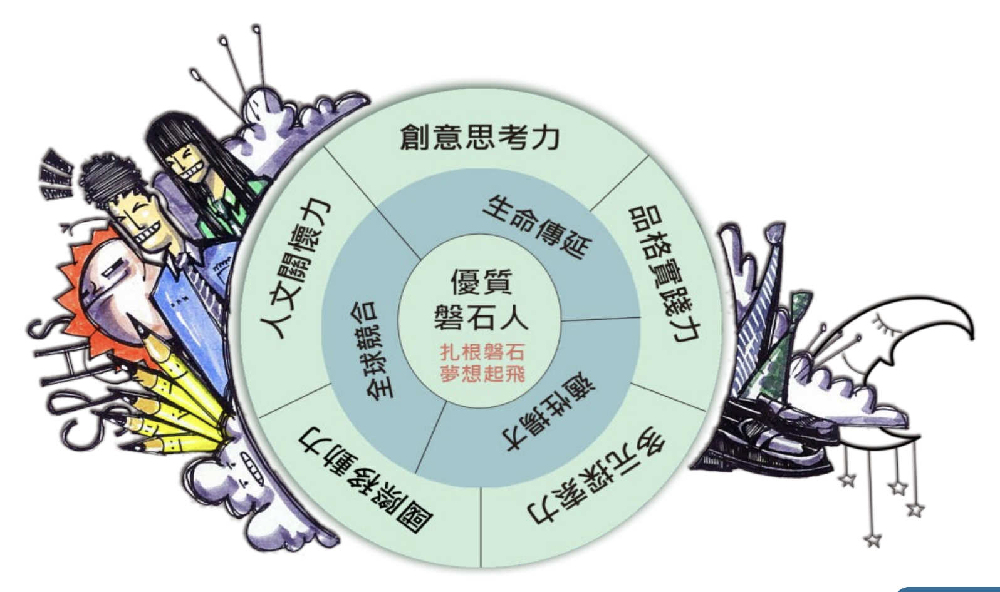 創意思考力
品格實踐力
多元探索力
國際移動力
人文關懷力
生命傳延
適性揚才
全球競合
優質
磐石人
扎根磐石
夢想起飛
SPHS